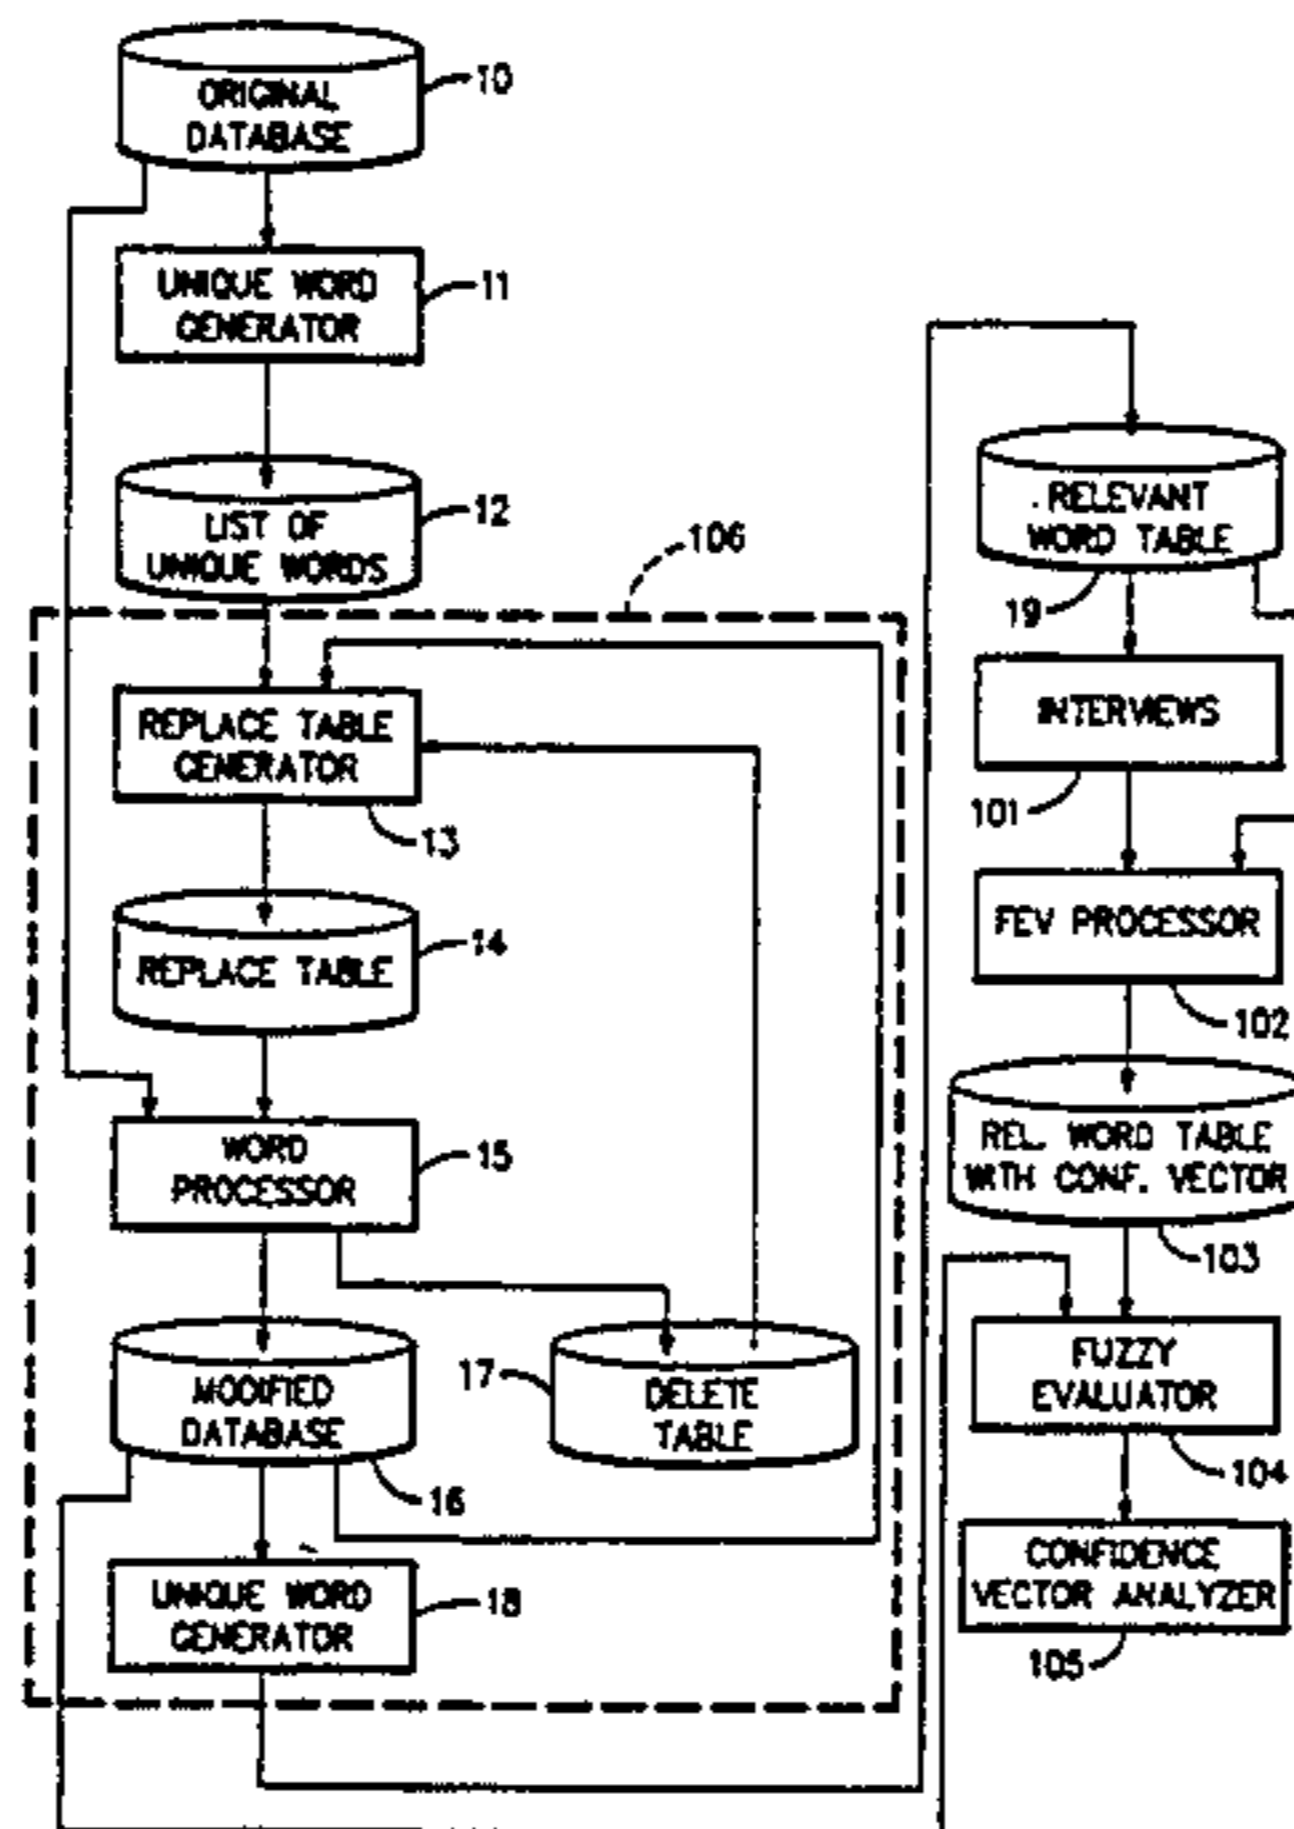 ORIGINAL
DATABASE
10
UNIQUE WORD
GENERATOR
11
LIST OF
UNIQUE WORDS
12
106
REPLACE TABLE
GENERATOR
13
REPLACE TABLE
14
WORD
PROCESSOR
15
MODIFIED
DATABASE
16
DELETE
TABLE
17
UNIQUE WORD
GENERATOR
18
RELEVANT
WORD TABLE
19
INTERVIEWS
101
FEV PROCESSOR
102
REL. WORD TABLE
WITH CONF. VECTOR
103
FUZZY
EVALUATOR
104
CONFIDENCE
VECTOR ANALYZER
105